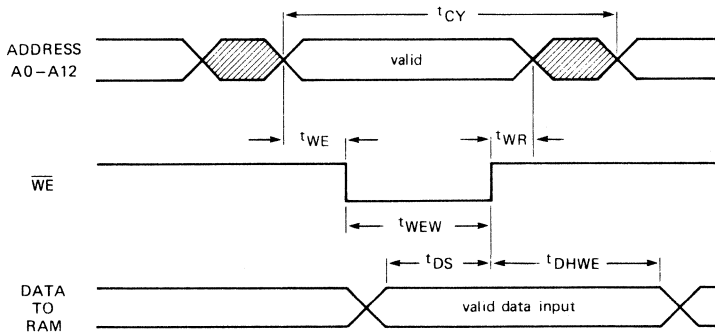 tCY
ADDRESS
A0–A12
valid
tWE
tWR
WE
tWEW
tDS
tDHWE
DATA
TO
RAM
valid data input